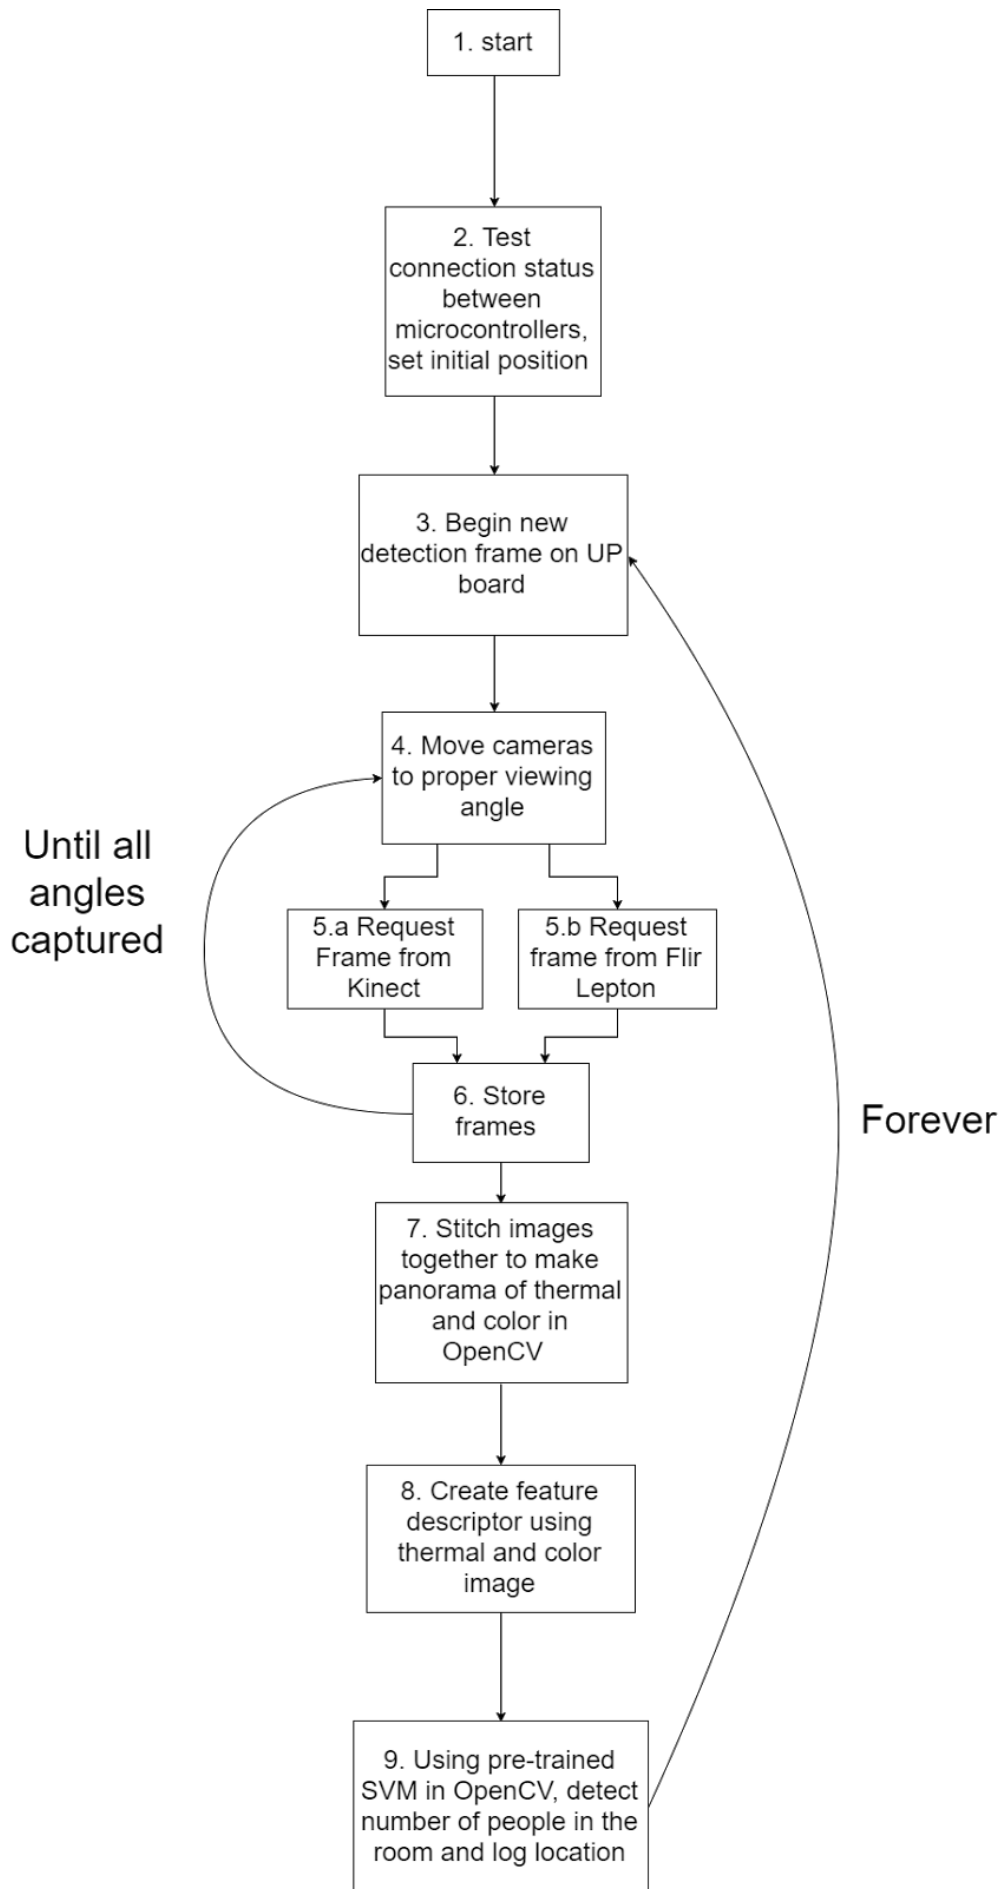 1. start
2. Test
connection status
between
microcontrollers,
set initial position
3. Begin new
detection frame on UP
board
4. Move cameras
to proper viewing
angle
Until all
angles
captured
5.a Request
Frame from
Kinect
5.b Request
frame from Flir
Lepton
6. Store
frames
Forever
7. Stitch images
together to make
panorama of thermal
and color in
OpenCV
8. Create feature
descriptor using
thermal and color
image
9. Using pre-trained
SVM in OpenCV, detect
number of people in the
room and log location